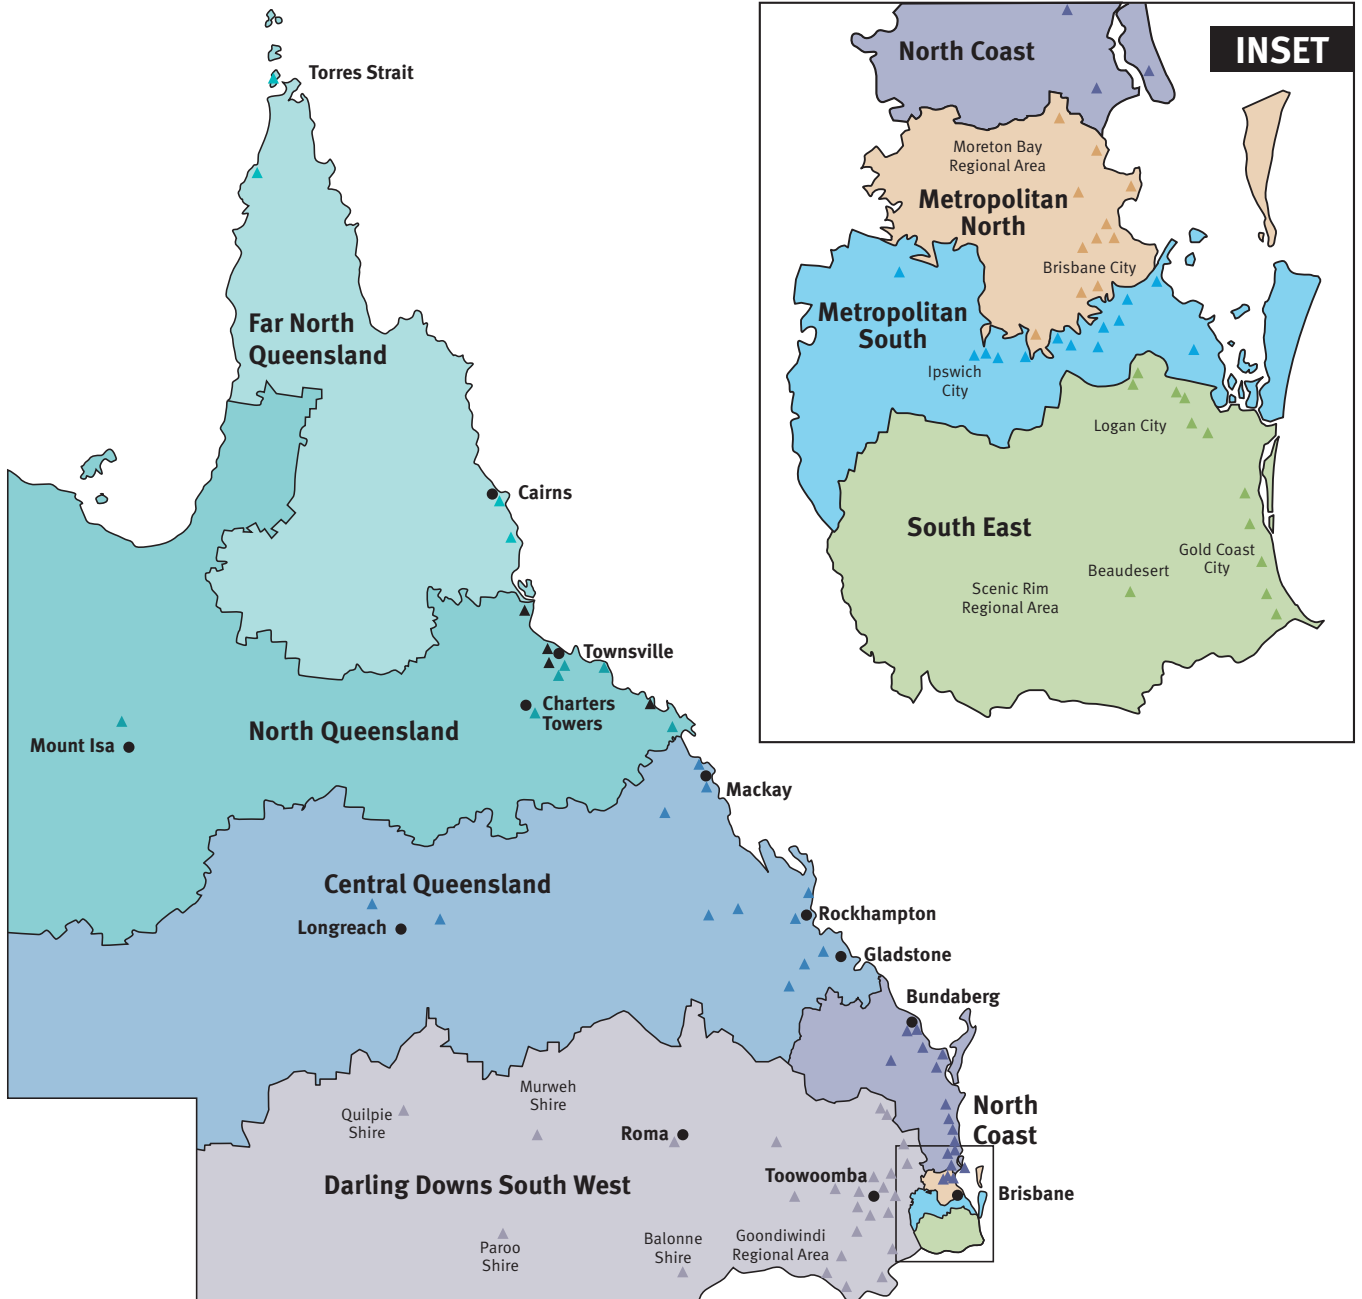 Torres Strait
Far North
Queensland
Cairns
Townsville
Charters
Towers
North Queensland
Mount Isa
Mackay
Central Queensland
Longreach
Rockhampton
Gladstone
Bundaberg
Murweh
Shire
Quilpie
Shire
Roma
North
Coast
Darling Downs South West
Toowoomba
Brisbane
Paroo
Shire
Balonne
Shire
Goondiwindi
Regional Area
INSET
North Coast
Moreton Bay
Regional Area
Metropolitan
North
Brisbane City
Metropolitan
South
Ipswich
City
Logan City
South East
Gold Coast
City
Beaudesert
Scenic Rim
Regional Area